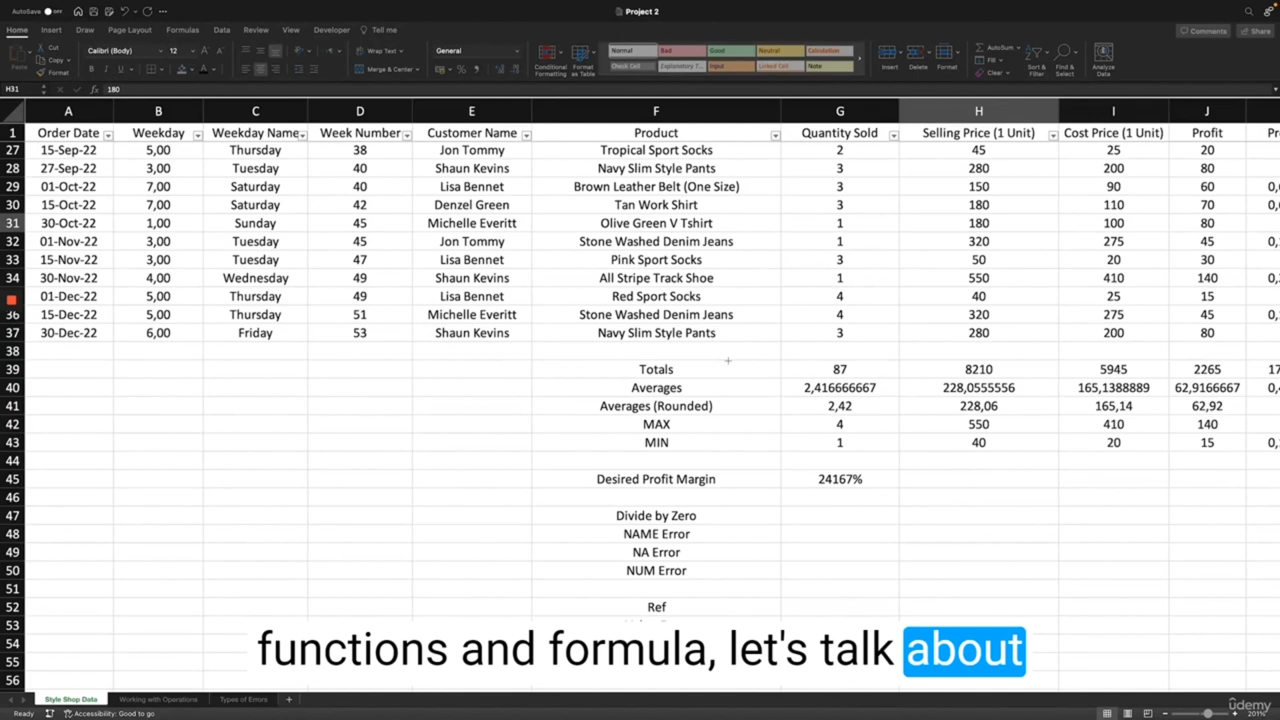 AutoSave OFF Project 2
Home Insert Draw Page Layout Formulas Data Review View Developer Tell me Comments Share
Paste Cut Copy Format
Calibri (Body) 12
Wrap Text
Merge & Center
General
Conditional Formatting
Format as Table
Normal Bad Good Neutral Calculation
Check Cell Explanatory T... Input Linked Cell Note
Insert Delete Format
AutoSum Fill Clear
Sort & Filter
Find & Select
Analyze Data
H31 fx 180
A B C D E F G H I J
1 Order Date Weekday Weekday Name Week Number Customer Name Product Quantity Sold Selling Price (1 Unit) Cost Price (1 Unit) Profit
27 15-Sep-22 5,00 Thursday 38 Jon Tommy Tropical Sport Socks 2 45 25 20
28 27-Sep-22 3,00 Tuesday 40 Shaun Kevins Navy Slim Style Pants 3 280 200 80
29 01-Oct-22 7,00 Saturday 40 Lisa Bennet Brown Leather Belt (One Size) 3 150 90 60
30 15-Oct-22 7,00 Saturday 42 Denzel Green Tan Work Shirt 3 180 110 70
31 30-Oct-22 1,00 Sunday 45 Michelle Everitt Olive Green V Tshirt 1 180 100 80
32 01-Nov-22 3,00 Tuesday 45 Jon Tommy Stone Washed Denim Jeans 1 320 275 45
33 15-Nov-22 3,00 Tuesday 47 Lisa Bennet Pink Sport Socks 3 50 20 30
34 30-Nov-22 4,00 Wednesday 49 Shaun Kevins All Stripe Track Shoe 1 550 410 140
01-Dec-22 5,00 Thursday 49 Lisa Bennet Red Sport Socks 4 40 25 15
36 15-Dec-22 5,00 Thursday 51 Michelle Everitt Stone Washed Denim Jeans 4 320 275 45
37 30-Dec-22 6,00 Friday 53 Shaun Kevins Navy Slim Style Pants 3 280 200 80
38
39 Totals 87 8210 5945 2265
40 Averages 2,416666667 228,0555556 165,1388889 62,9166667
41 Averages (Rounded) 2,42 228,06 165,14 62,92
42 MAX 4 550 410 140
43 MIN 1 40 20 15
44
45 Desired Profit Margin 24167%
46
47 Divide by Zero
48 NAME Error
49 NA Error
50 NUM Error
51
52 Ref
53
54
55
56
functions and formula, let's talk about
Style Shop Data Working with Operations Types of Errors +
Ready Accessibility: Good to go 201%
udemy